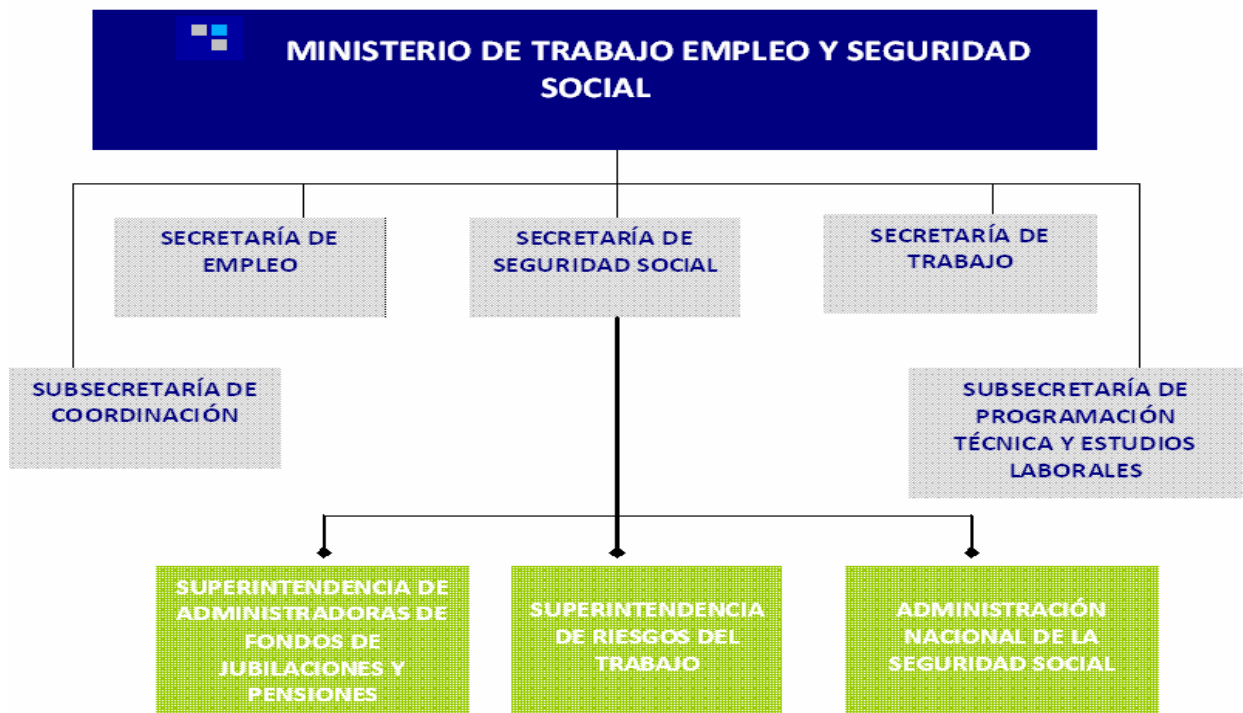 MINISTERIO DE TRABAJO EMPLEO Y SEGURIDAD
SOCIAL
SECRETARÍA DE
EMPLEO
SECRETARÍA DE
SEGURIDAD SOCIAL
SECRETARÍA DE
TRABAJO
SUBSECRETARÍA DE
COORDINACIÓN
SUBSECRETARÍA DE
PROGRAMACIÓN
TÉCNICA Y ESTUDIOS
LABORALES
SUPERINTENDENCIA DE
ADMINISTRADORAS DE
FONDOS DE
JUBILACIONES Y
PENSIONES
SUPERINTENDENCIA
DE RIESGOS DEL
TRABAJO
ADMINISTRACIÓN
NACIONAL DE LA
SEGURIDAD SOCIAL